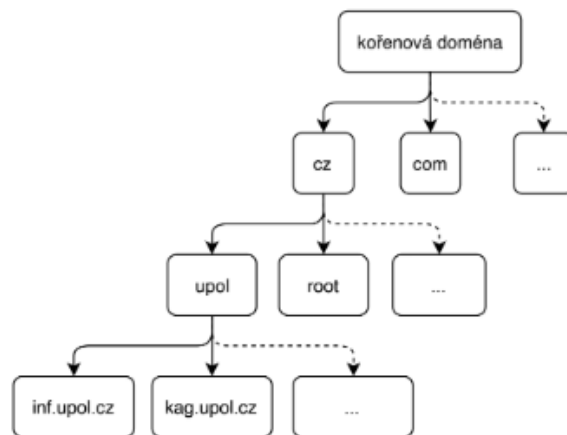 kořenová doména
cz
com
...
upol
root
...
inf.upol.cz
kag.upol.cz
...